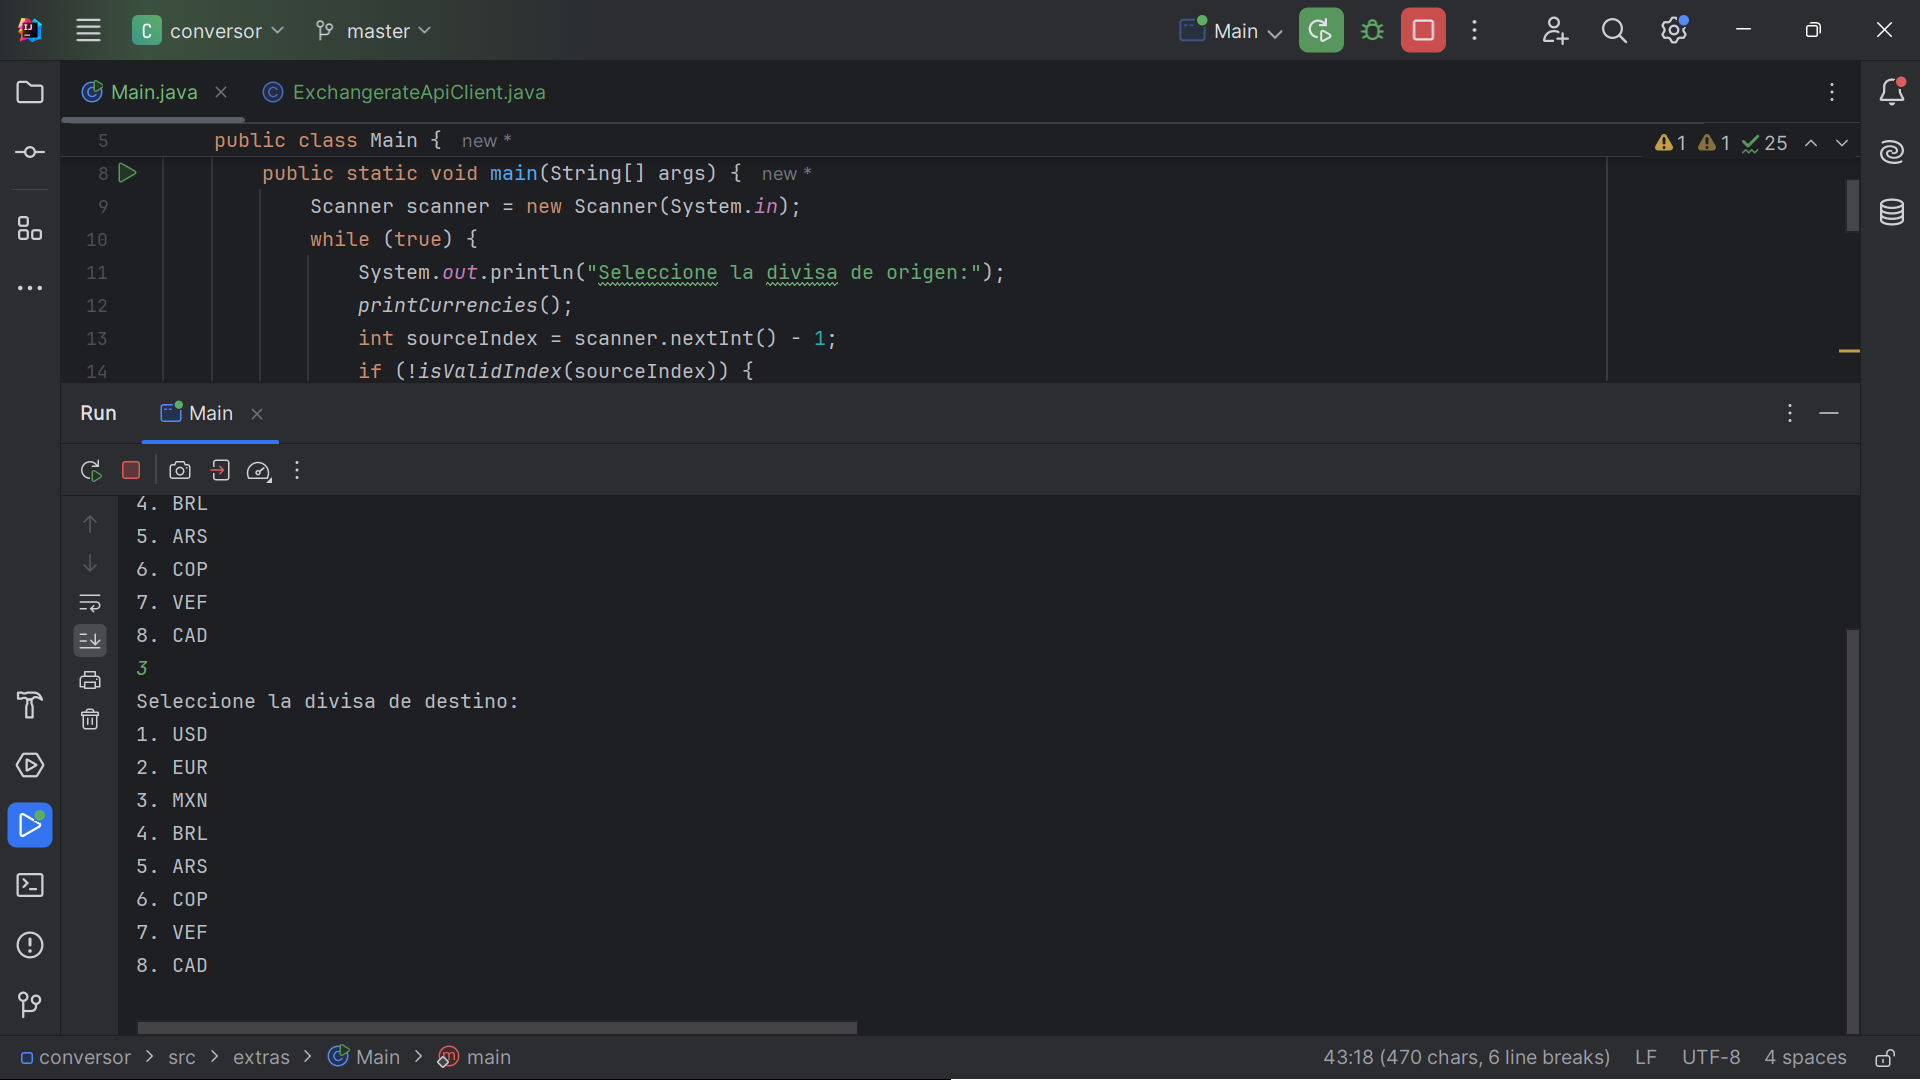 C conversor master Main
Main.java ExchangerateApiClient.java
5 public class Main { new *
1 1 25
8 public static void main(String[] args) { new *
9 Scanner scanner = new Scanner(System.in);
10 while (true) {
11 System.out.println("Seleccione la divisa de origen:");
12 printCurrencies();
13 int sourceIndex = scanner.nextInt() - 1;
14 if (!isValidIndex(sourceIndex)) {
Run Main
4. BRL
5. ARS
6. COP
7. VEF
8. CAD
3
Seleccione la divisa de destino:
1. USD
2. EUR
3. MXN
4. BRL
5. ARS
6. COP
7. VEF
8. CAD
conversor > src > extras > Main > main 43:18 (470 chars, 6 line breaks) LF UTF-8 4 spaces